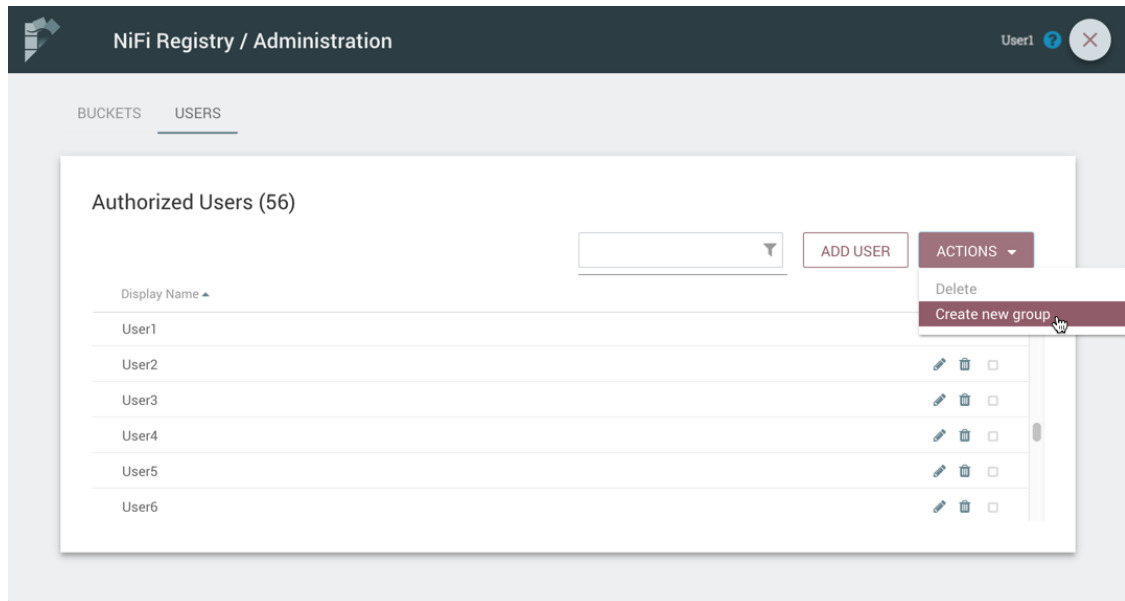 NiFi Registry / Administration
User1 ?
BUCKETS USERS
Authorized Users (56)
ADD USER ACTIONS
Display Name
Delete
Create new group
User1
User2
User3
User4
User5
User6